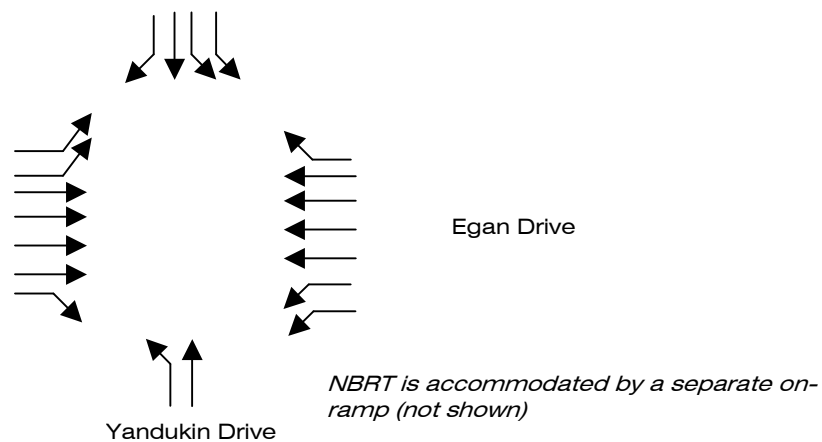 Egan Drive
NBRT is accommodated by a separate on-
ramp (not shown)
Yandukin Drive